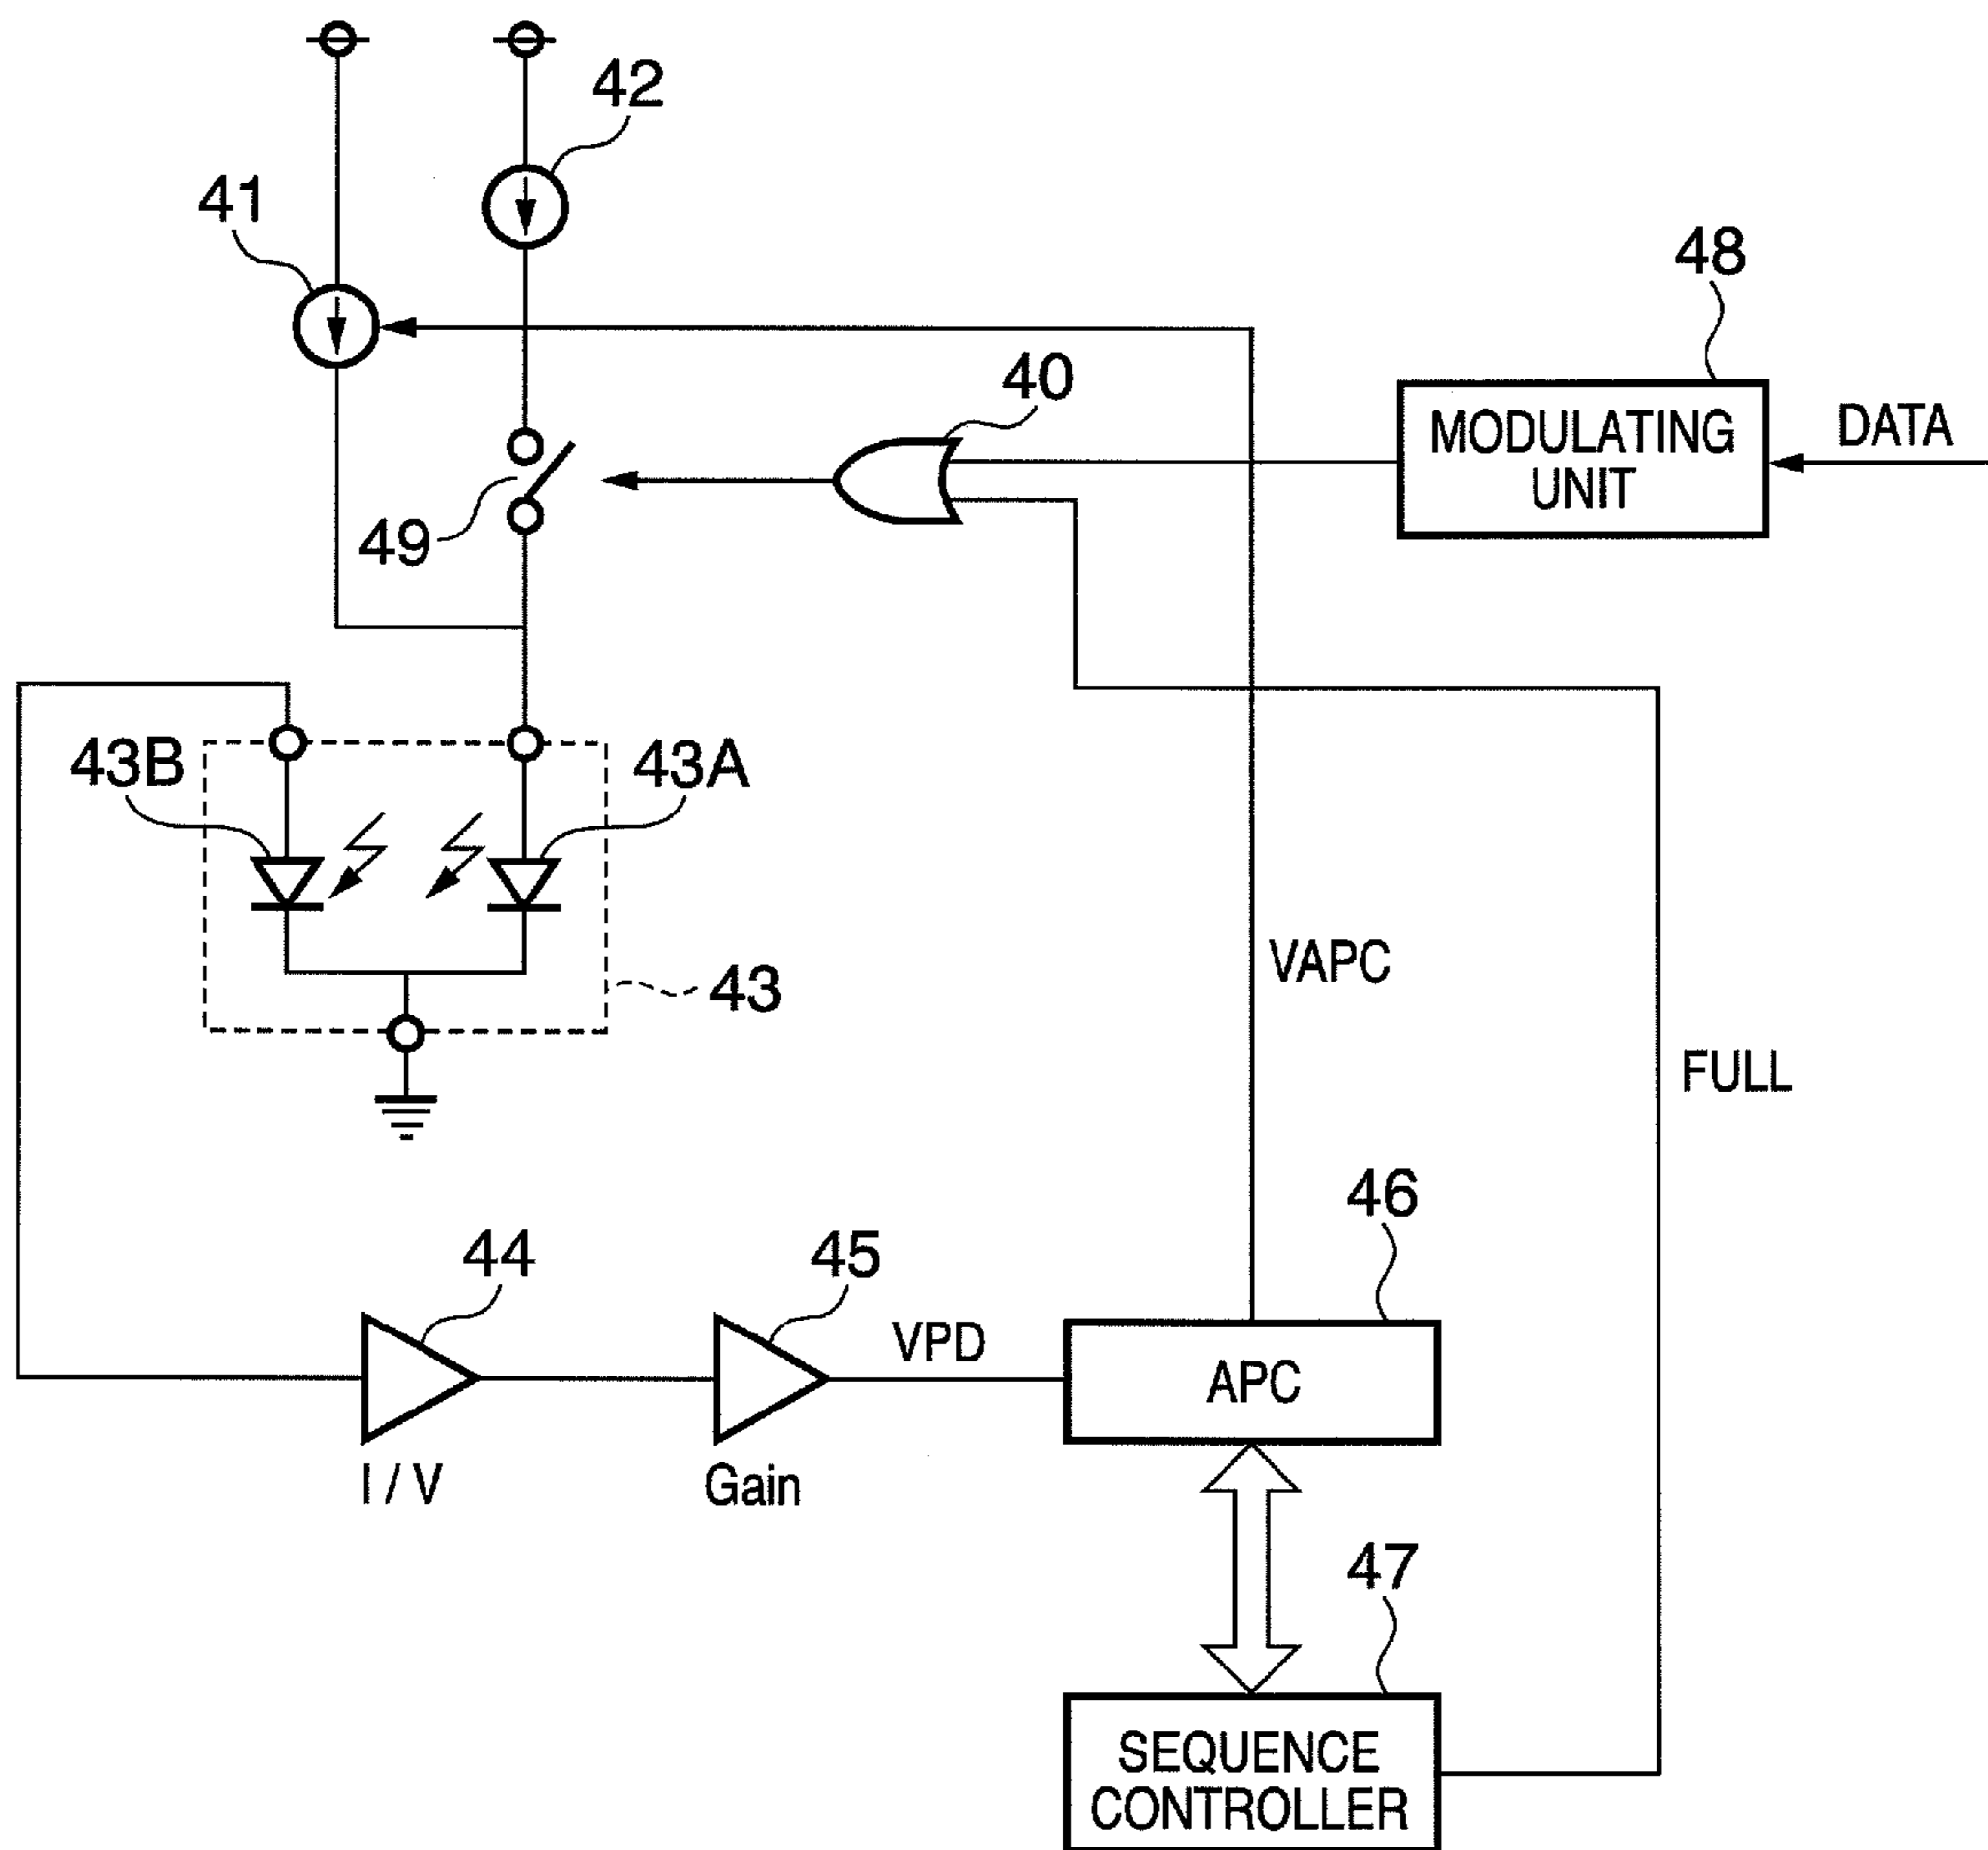 42
41
48
40
MODULATING
UNIT
DATA
49
43B
43A
43
VAPC
FULL
46
44
45
VPD
APC
I / V
Gain
47
SEQUENCE
CONTROLLER